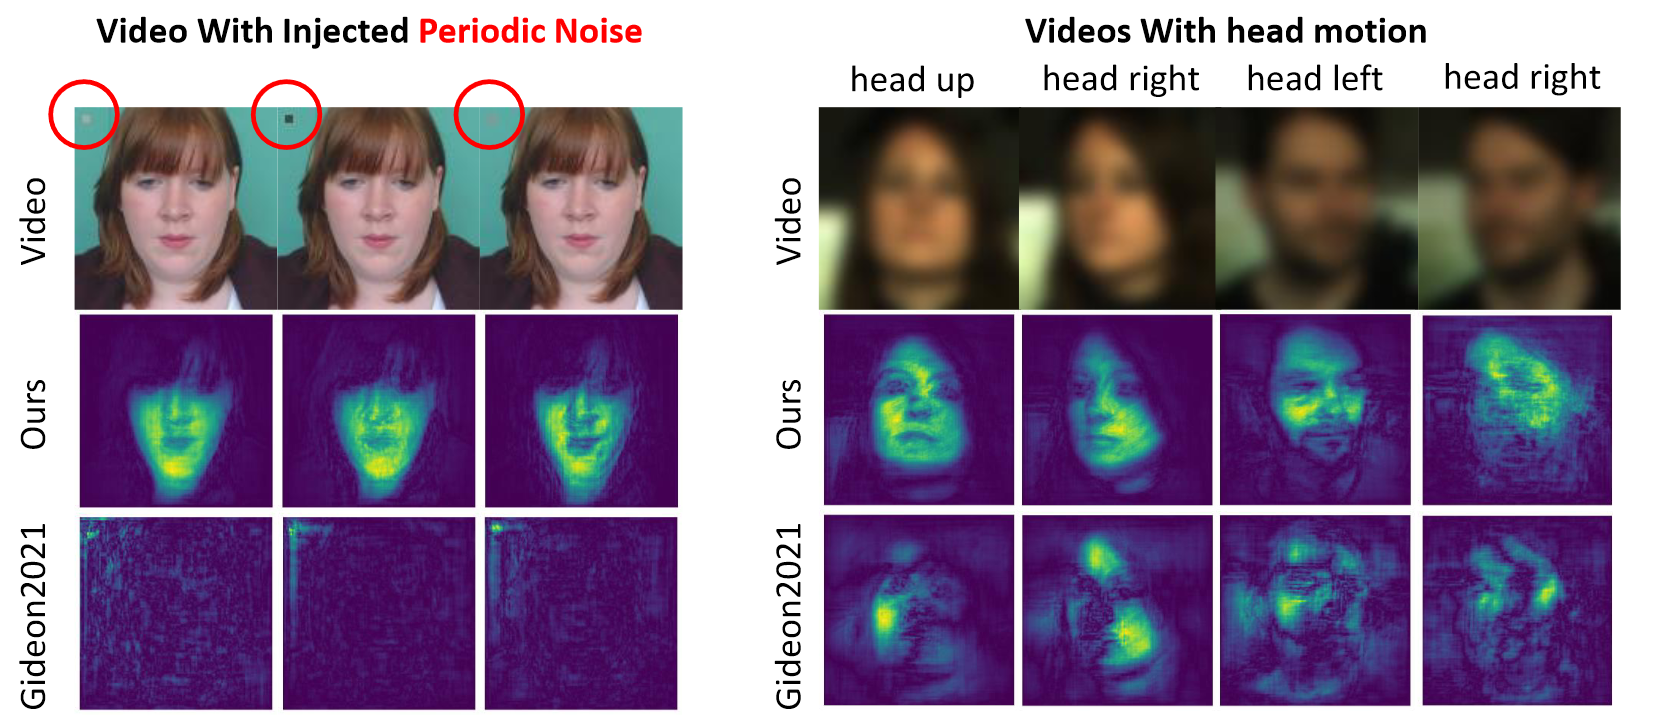 Video With Injected Periodic Noise
Video
Ours
Gideon2021
Videos With head motion
head up
head right
head left
head right
Video
Ours
Gideon2021